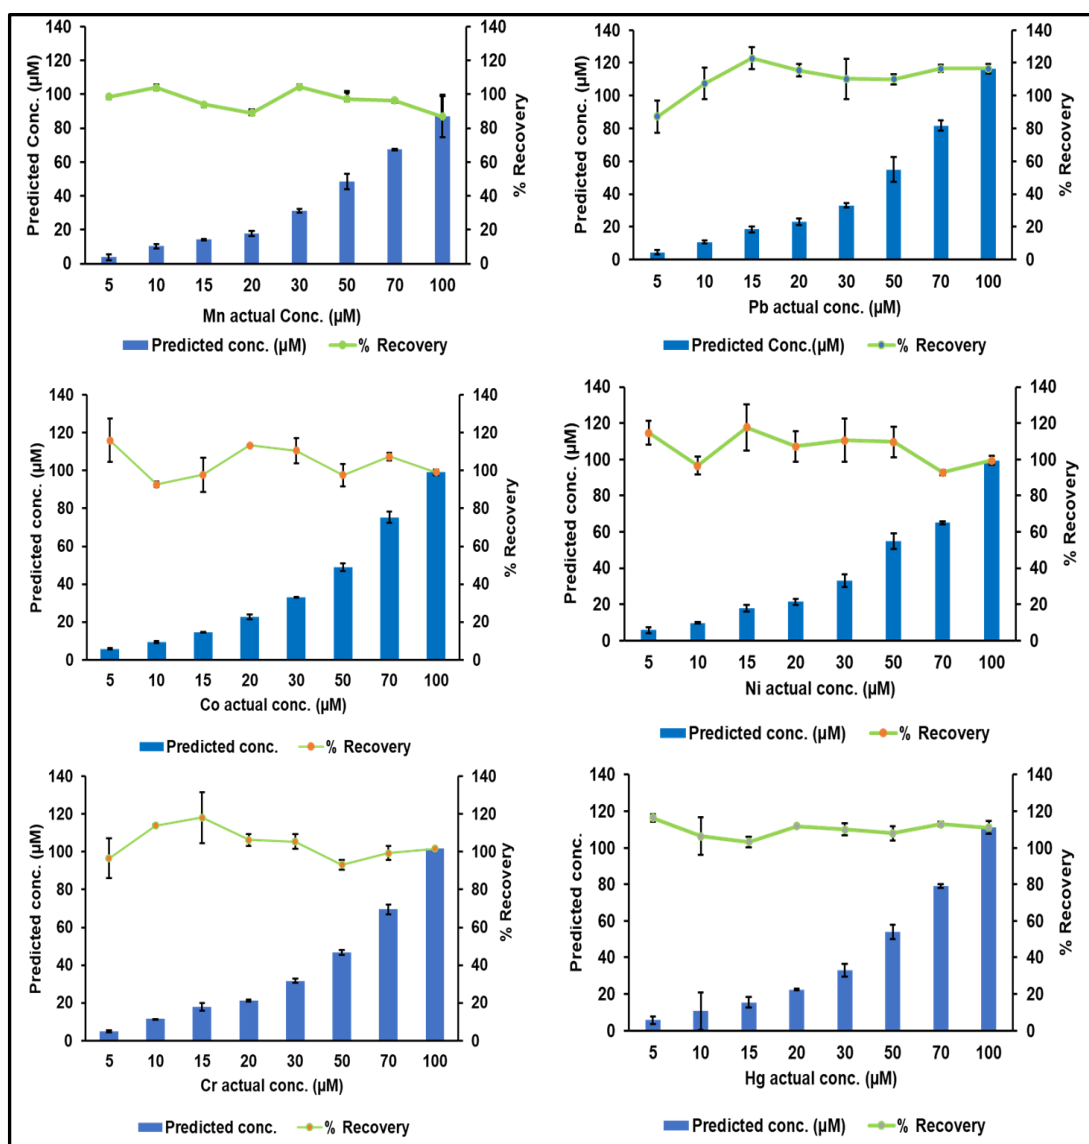 Predicted Conc. (µM)
140 120 100 80 60 40 20 0
140 120 100 80 60 40 20 0
% Recovery
5 10 15 20 30 50 70 100
Mn actual Conc. (µM)
Predicted conc. (µM) % Recovery
Predicted conc. (µM)
140 120 100 80 60 40 20 0
140 120 100 80 60 40 20 0
% Recovery
5 10 15 20 30 50 70 100
Pb actual conc. (µM)
Predicted Conc.(µM) % Recovery
Predicted conc. (µM)
140 120 100 80 60 40 20 0
140 120 100 80 60 40 20 0
% Recovery
5 10 15 20 30 50 70 100
Co actual conc. (µM)
Predicted conc. % Recovery
Predicted conc. (µM)
140 120 100 80 60 40 20 0
140 120 100 80 60 40 20 0
% Recovery
5 10 15 20 30 50 70 100
Ni actual conc. (µM)
Predicted conc. (µM) % Recovery
Predicted conc. (µM)
140 120 100 80 60 40 20 0
140 120 100 80 60 40 20 0
% Recovery
5 10 15 20 30 50 70 100
Cr actual conc. (µM)
Predicted conc. % Recovery
Predicted conc.
140 120 100 80 60 40 20 0
140 120 100 80 60 40 20 0
% Recovery
5 10 15 20 30 50 70 100
Hg actual conc. (µM)
Predicted conc. (µM) % Recovery